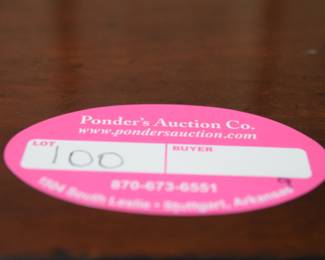 Ponder's Auction Co.
www.pondersauction.com
LOT
100
BUYER
870-673-6551
1504 South Leslie • Stuttgart, Arkansas